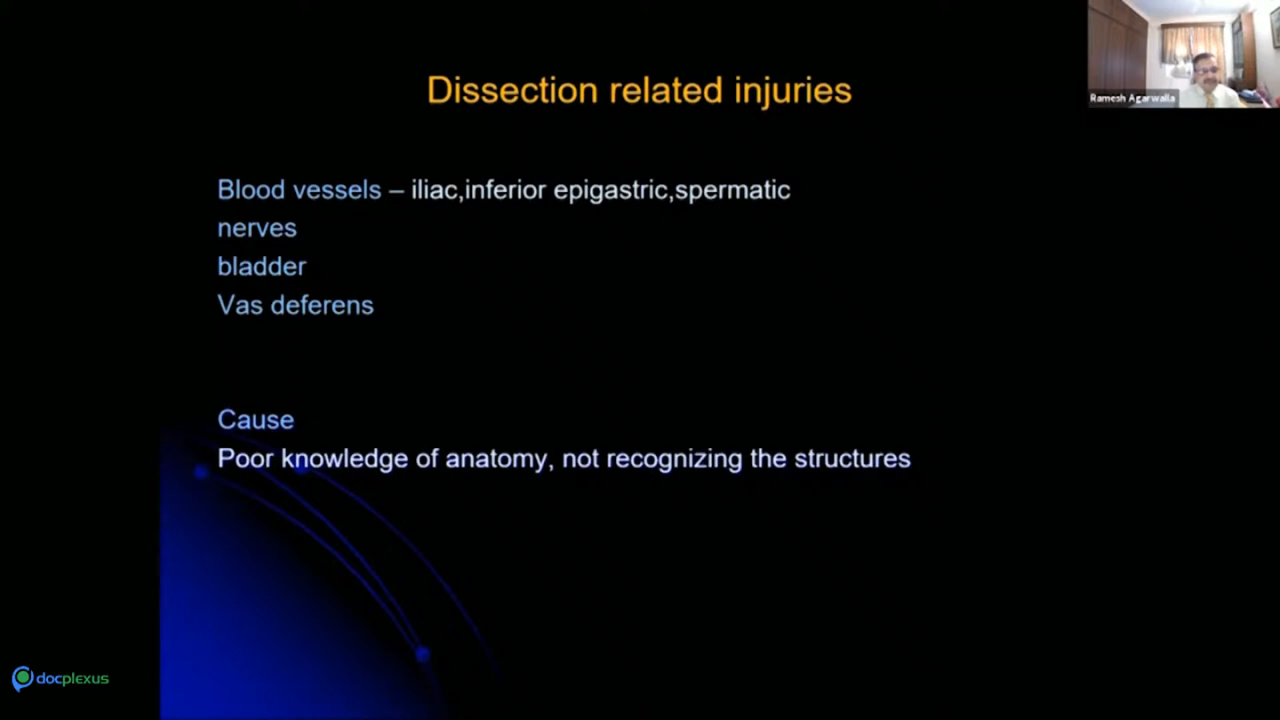 Dissection related injuries
Ramesh Agarwalla
Blood vessels – iliac,inferior epigastric,spermatic
nerves
bladder
Vas deferens
Cause
Poor knowledge of anatomy, not recognizing the structures
docplexus